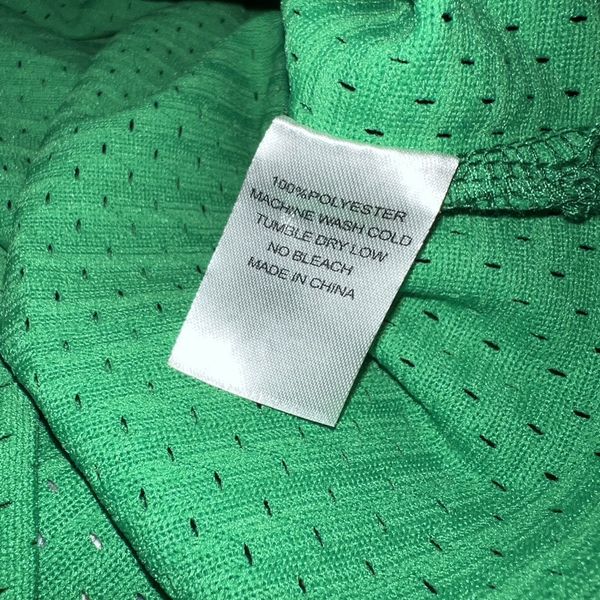 100%POLYESTER
MACHINE WASH COLD
TUMBLE DRY LOW
NO BLEACH
MADE IN CHINA